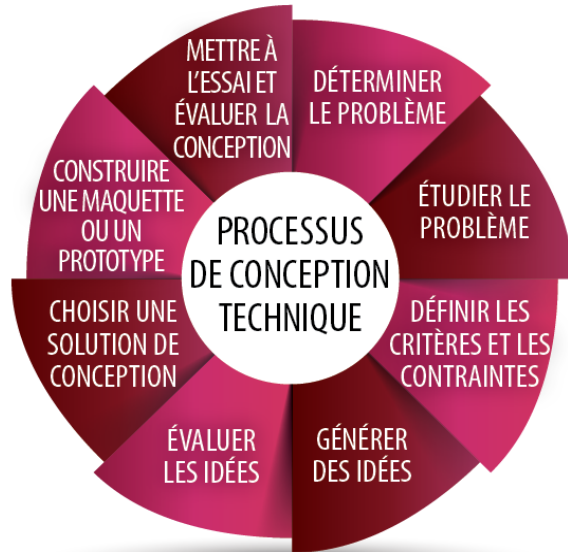 PROCESSUS
DE CONCEPTION
TECHNIQUE
DÉTERMINER
LE PROBLÈME
ÉTUDIER LE
PROBLÈME
DÉFINIR LES
CRITÈRES ET LES
CONTRAINTES
GÉNÉRER
DES IDÉES
ÉVALUER
LES IDÉES
CHOISIR UNE
SOLUTION DE
CONCEPTION
CONSTRUIRE
UNE MAQUETTE
OU UN
PROTOTYPE
METTRE À
L'ESSAI ET
ÉVALUER LA
CONCEPTION